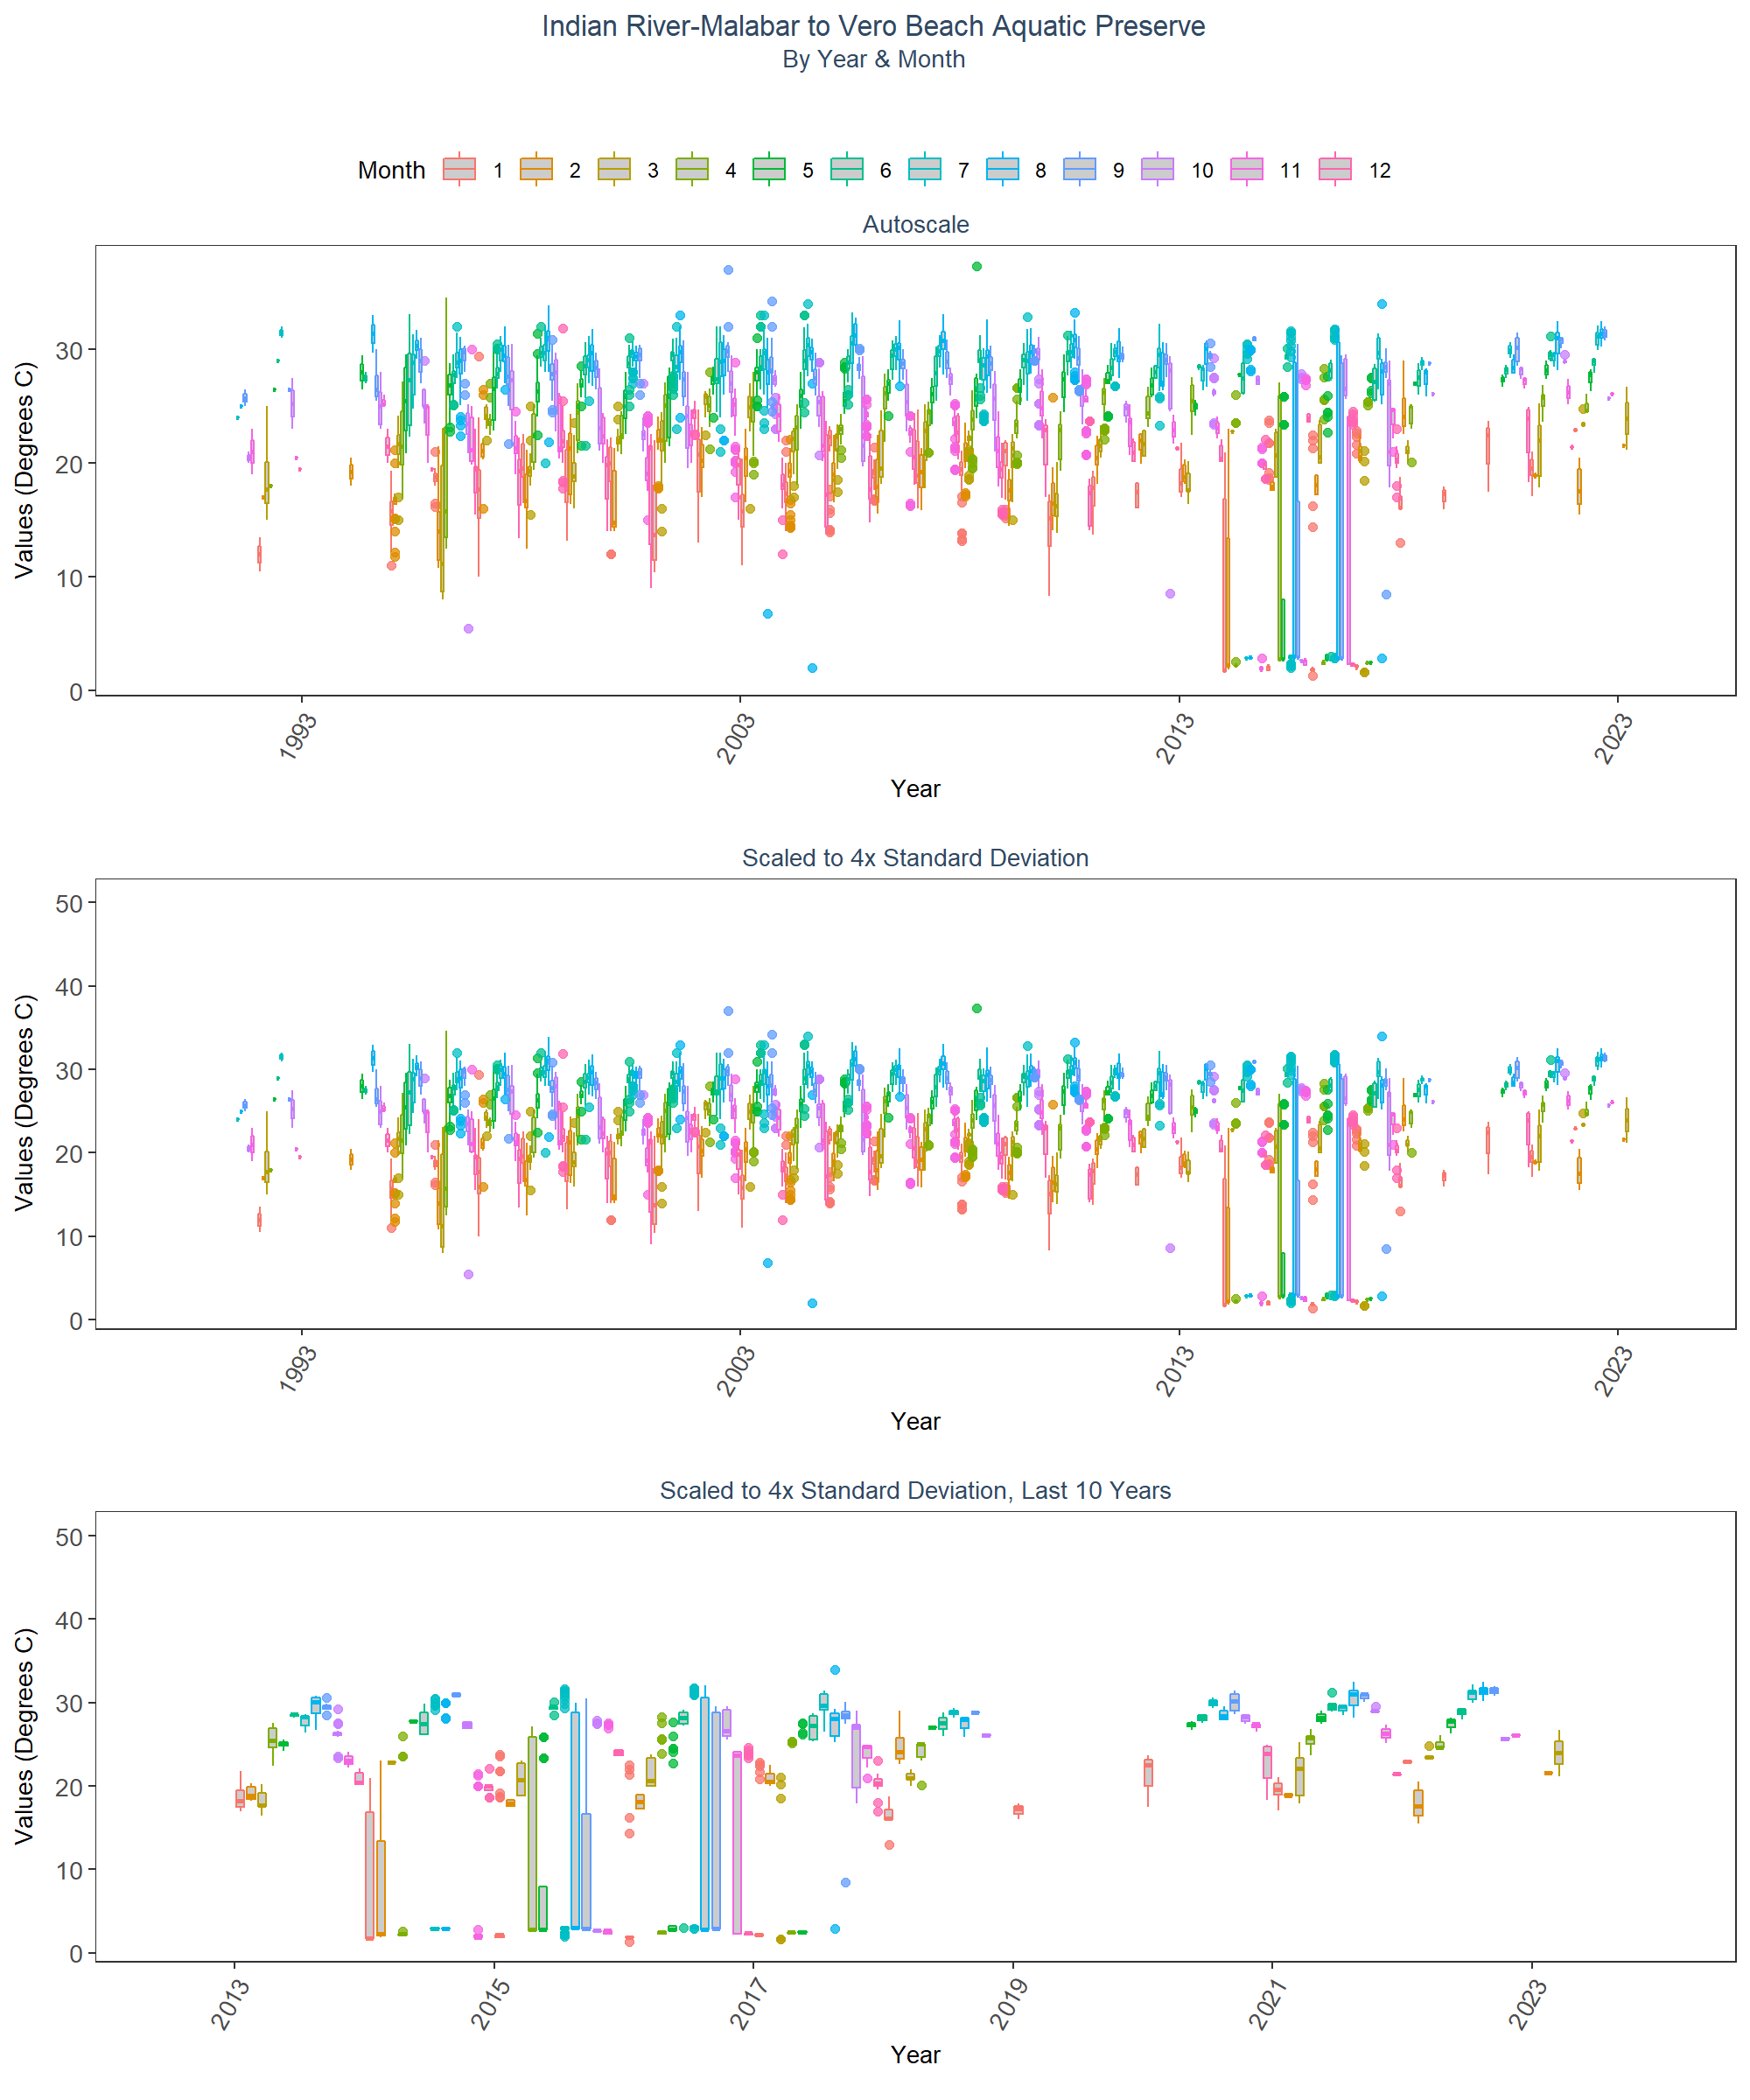 Indian River-Malabar to Vero Beach Aquatic Preserve
By Year & Month
Month 1 2 3 4 5 6 7 8 9 10 11 12
Autoscale
Values (Degrees C)
30
20
10
0
1993 2003 2013 2023
Year
Scaled to 4x Standard Deviation
Values (Degrees C)
50
40
30
20
10
0
1993 2003 2013 2023
Year
Scaled to 4x Standard Deviation, Last 10 Years
Values (Degrees C)
50
40
30
20
10
0
2013 2015 2017 2019 2021 2023
Year